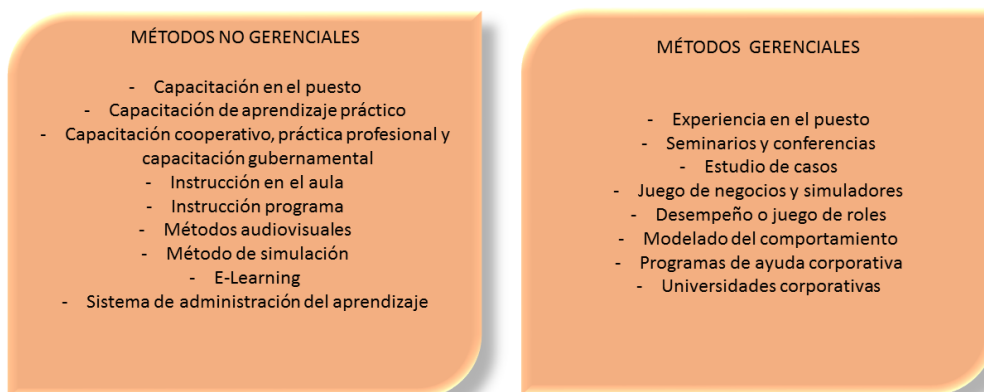 MÉTODOS NO GERENCIALES
- Capacitación en el puesto
- Capacitación de aprendizaje práctico
- Capacitación cooperativo, práctica profesional y
capacitación gubernamental
- Instrucción en el aula
- Instrucción programa
- Métodos audiovisuales
- Método de simulación
- E-Learning
- Sistema de administración del aprendizaje
MÉTODOS GERENCIALES
- Experiencia en el puesto
- Seminarios y conferencias
- Estudio de casos
- Juego de negocios y simuladores
- Desempeño o juego de roles
- Modelado del comportamiento
- Programas de ayuda corporativa
- Universidades corporativas